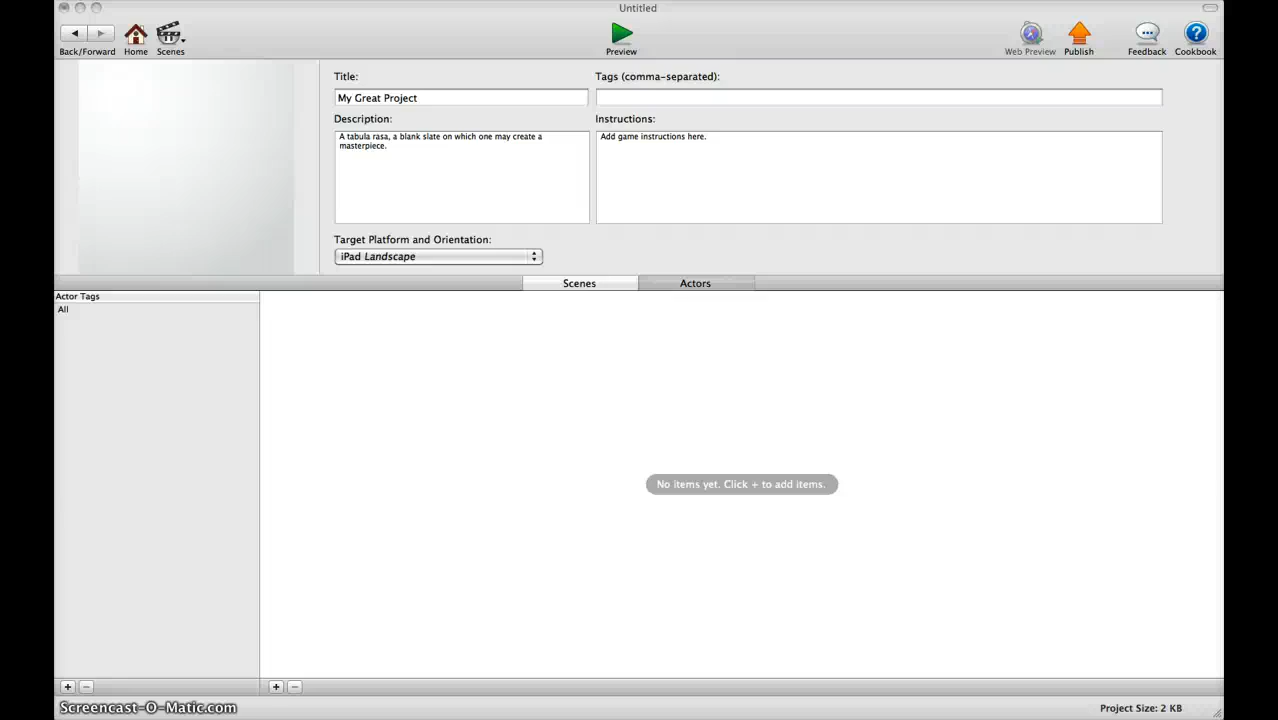 Untitled
Back/Forward Home Scenes Preview Web Preview Publish Feedback Cookbook
Title: Tags (comma-separated):
My Great Project
Description: Instructions:
A tabula rasa, a blank slate on which one may create a
masterpiece.
Add game instructions here.
Target Platform and Orientation:
iPad Landscape
Scenes Actors
Actor Tags
All
No items yet. Click + to add items.
Screencast-O-Matic.com Project Size: 2 KB